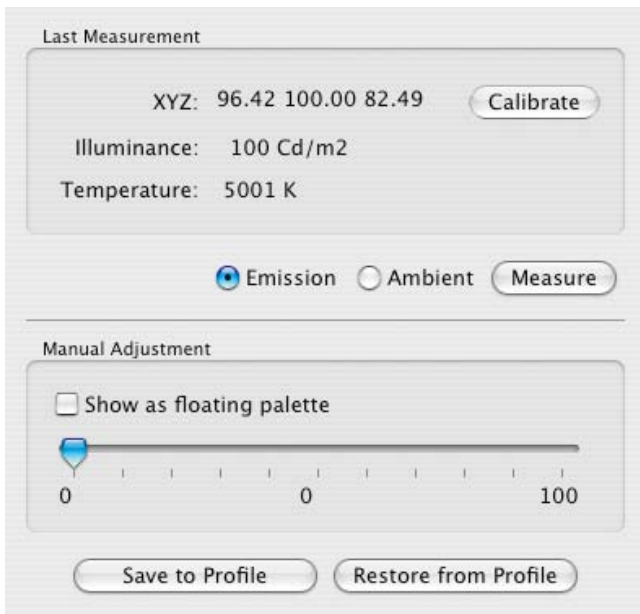 Last Measurement
XYZ: 96.42 100.00 82.49 Calibrate
Illuminance: 100 Cd/m2
Temperature: 5001 K
Emission Ambient Measure
Manual Adjustment
Show as floating palette
0 0 100
Save to Profile Restore from Profile